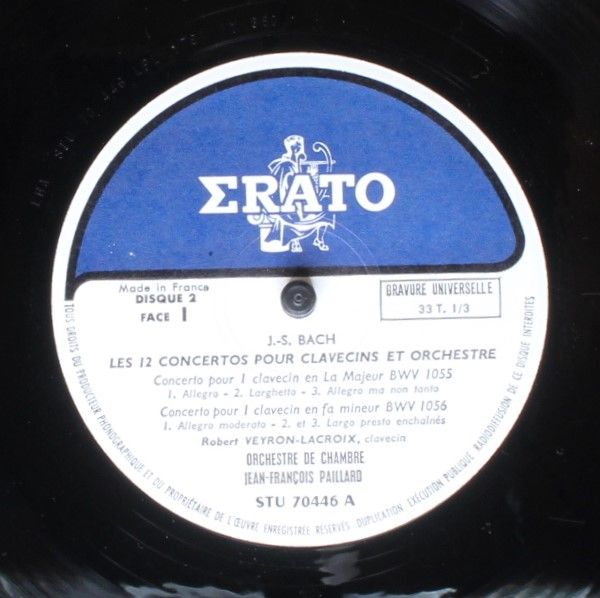 ΣRATO
Made in France
DISQUE 2
FACE 1
GRAVURE UNIVERSELLE
33 T. 1/3
J.-S. BACH
LES 12 CONCERTOS POUR CLAVECINS ET ORCHESTRE
Concerto pour 1 clavecin en La Majeur BWV 1055
1. Allegro - 2. Larghetto - 3. Allegro ma non tanto
Concerto pour 1 clavecin en fa mineur BWV 1056
1. Allegro moderato - 2. et 3. Largo presto enchaînés
Robert VEYRON-LACROIX, clavecin
ORCHESTRE DE CHAMBRE
JEAN-FRANÇOIS PAILLARD
STU 70446 A
TOUS DROITS DU PRODUCTEUR PHONOGRAPHIQUE ET DU PROPRIÉTAIRE DE L'ŒUVRE ENREGISTRÉE RÉSERVÉS. DUPLICATION, EXÉCUTION PUBLIQUE RADIODIFFUSION DE CE DISQUE INTERDITES